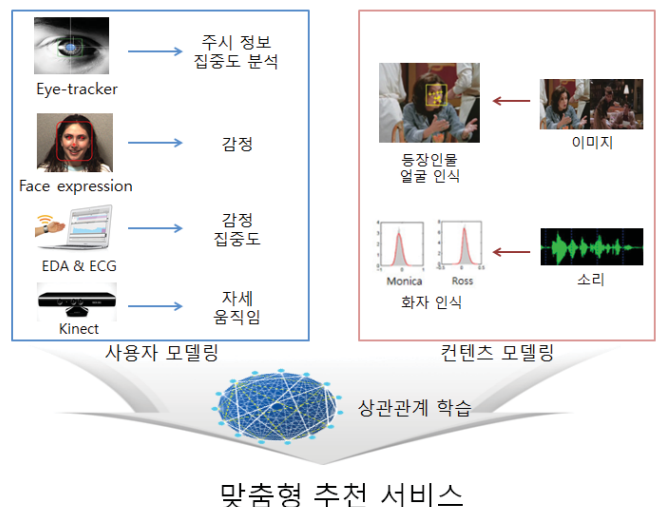 Eye-tracker
주시 정보
집중도 분석
Face expression
감정
EDA & ECG
감정
집중도
Kinect
자세
움직임
사용자 모델링
등장인물
얼굴 인식
이미지
Monica
Ross
화자 인식
소리
컨텐츠 모델링
상관관계 학습
맞춤형 추천 서비스